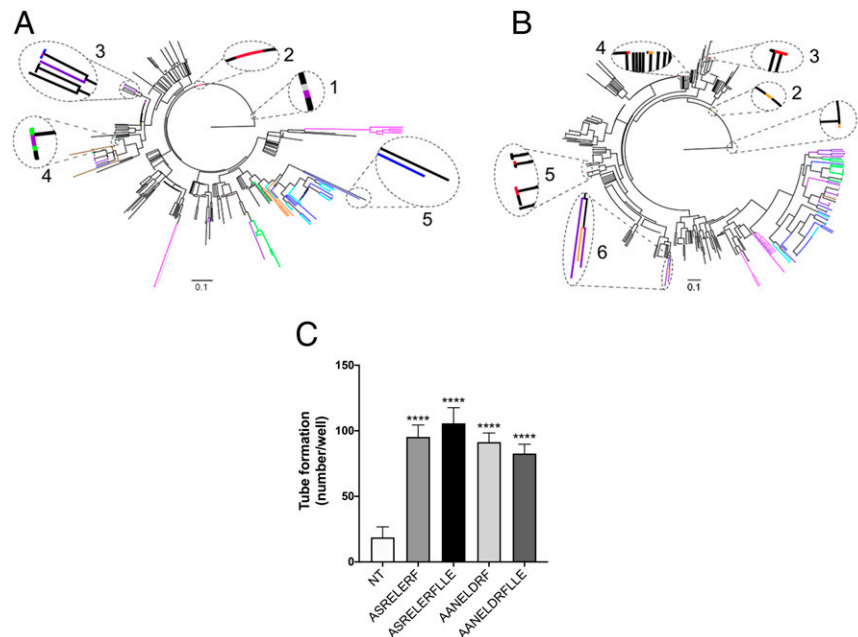 A
B
3
2
1
4
5
0.1
4
3
2
5
6
0.1
C
Tube formation
(number/well)
150
100
50
0
****
****
****
****
NT
ASRELERF
ASRELERFLLE
AANELDRF
AANELDRFLLE